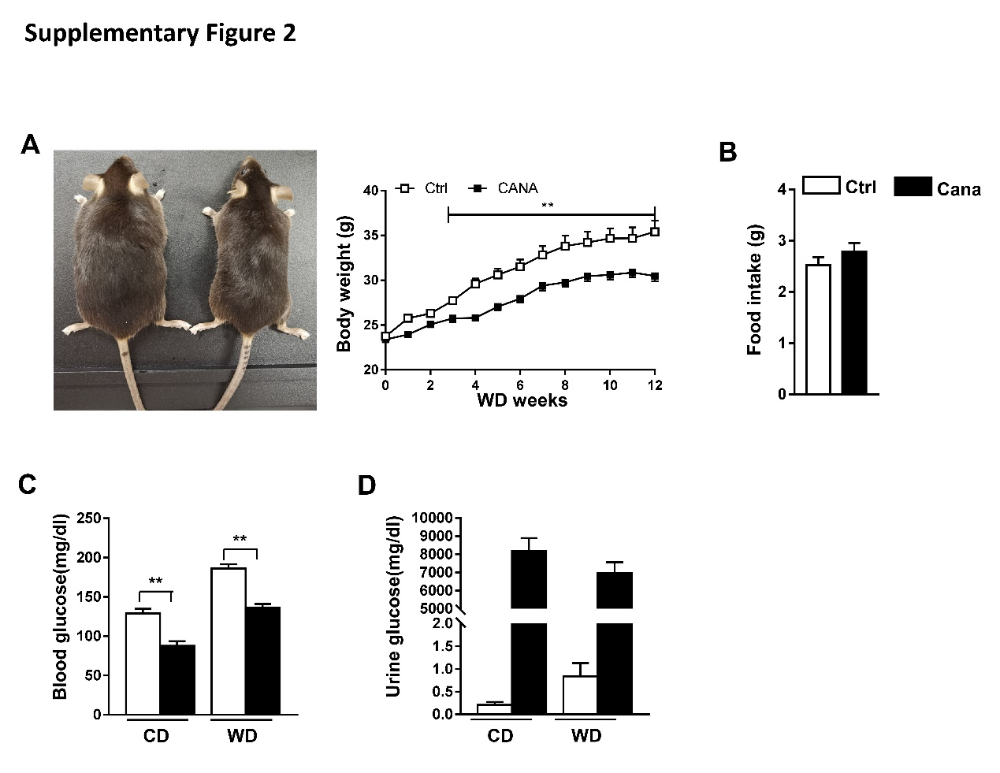 Supplementary Figure 2
A
Ctrl
CANA
**
40
35
30
25
20
Body weight (g)
0 2 4 6 8 10 12
WD weeks
B
Ctrl
Cana
4
3
2
1
0
Food intake (g)
C
250
200
150
100
50
0
Blood glucose(mg/dl)
**
**
CD WD
D
10000
9000
8000
7000
6000
5000
2.0
1.5
1.0
0.5
0.0
Urine glucose(mg/dl)
CD WD